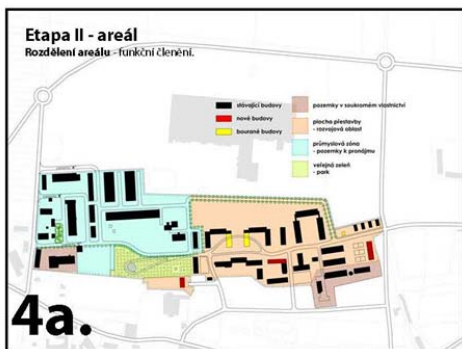 Etapa II - areál
Rozdělení areálu - funkční členění.
stávající budovy
nové budovy
bourané budovy
pozemky v soukromém vlastnictví
plocha přestavby
- rozvojová oblast
průmyslová zóna
- pozemky k pronájmu
veřejná zeleň
- park
4a.